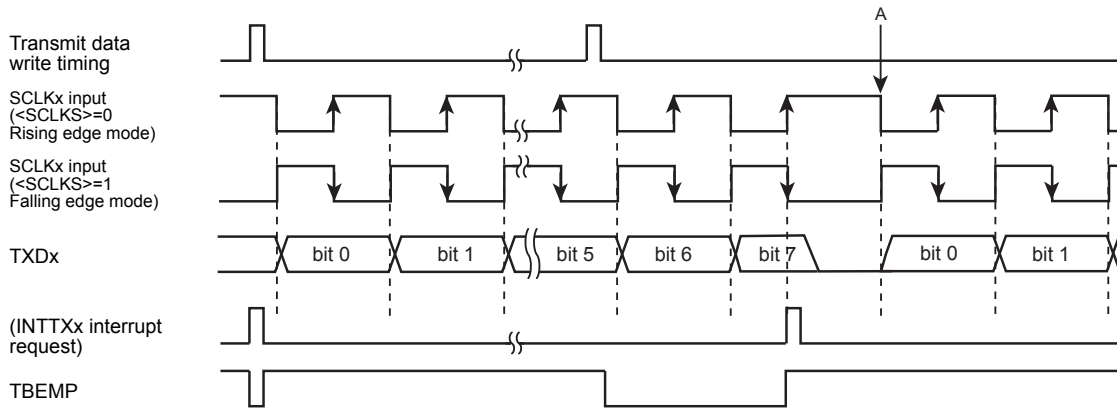 A
Transmit data
write timing
SCLKx input
(<SCLKS>=0
Rising edge mode)
SCLKx input
(<SCLKS>=1
Falling edge mode)
TXDx
bit 0
bit 1
bit 5
bit 6
bit 7
bit 0
bit 1
(INTTXx interrupt
request)
TBEMP